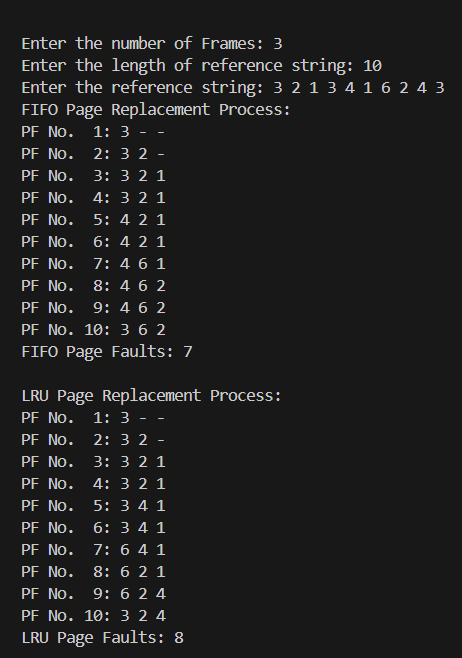 Enter the number of Frames: 3
Enter the length of reference string: 10
Enter the reference string: 3 2 1 3 4 1 6 2 4 3
FIFO Page Replacement Process:
PF No.  1: 3 - -
PF No.  2: 3 2 -
PF No.  3: 3 2 1
PF No.  4: 3 2 1
PF No.  5: 4 2 1
PF No.  6: 4 2 1
PF No.  7: 4 6 1
PF No.  8: 4 6 2
PF No.  9: 4 6 2
PF No. 10: 3 6 2
FIFO Page Faults: 7

LRU Page Replacement Process:
PF No.  1: 3 - -
PF No.  2: 3 2 -
PF No.  3: 3 2 1
PF No.  4: 3 2 1
PF No.  5: 3 4 1
PF No.  6: 3 4 1
PF No.  7: 6 4 1
PF No.  8: 6 2 1
PF No.  9: 6 2 4
PF No. 10: 3 2 4
LRU Page Faults: 8